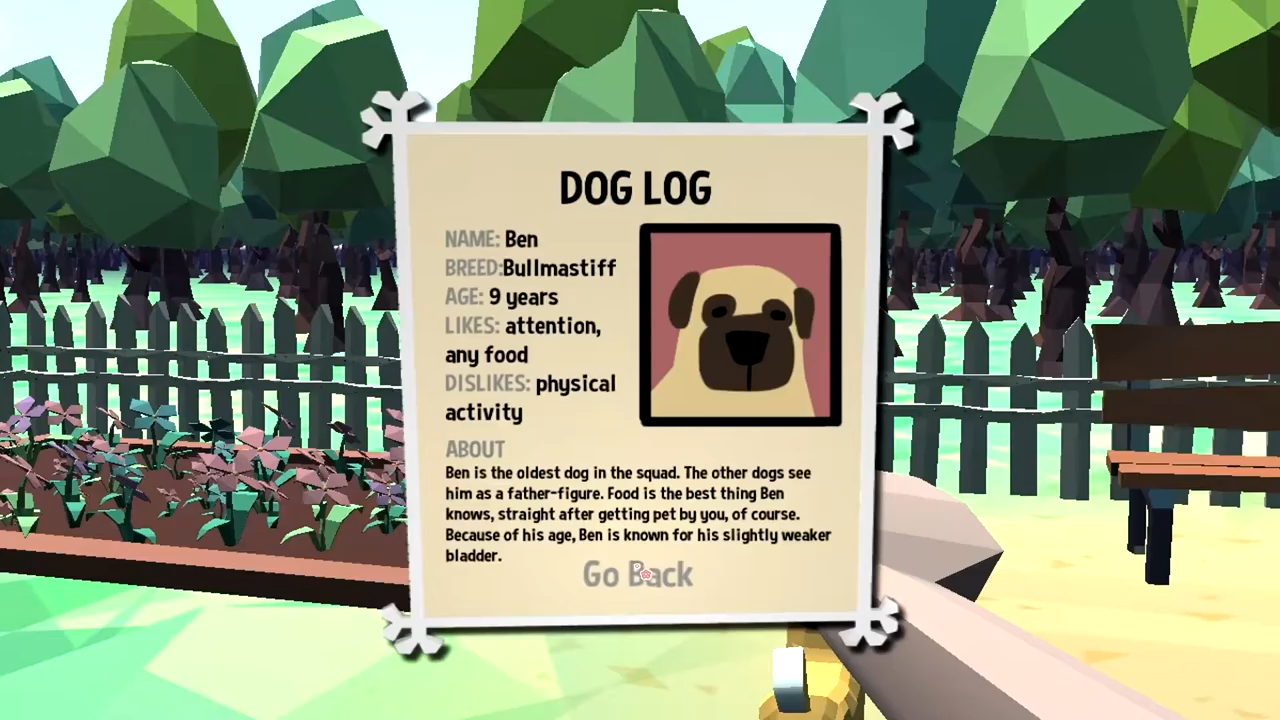 DOG LOG
NAME: Ben
BREED:Bullmastiff
AGE: 9 years
LIKES: attention,
any food
DISLIKES: physical
activity
ABOUT
Ben is the oldest dog in the squad. The other dogs see
him as a father-figure. Food is the best thing Ben
knows, straight after getting pet by you, of course.
Because of his age, Ben is known for his slightly weaker
bladder.
Go Back